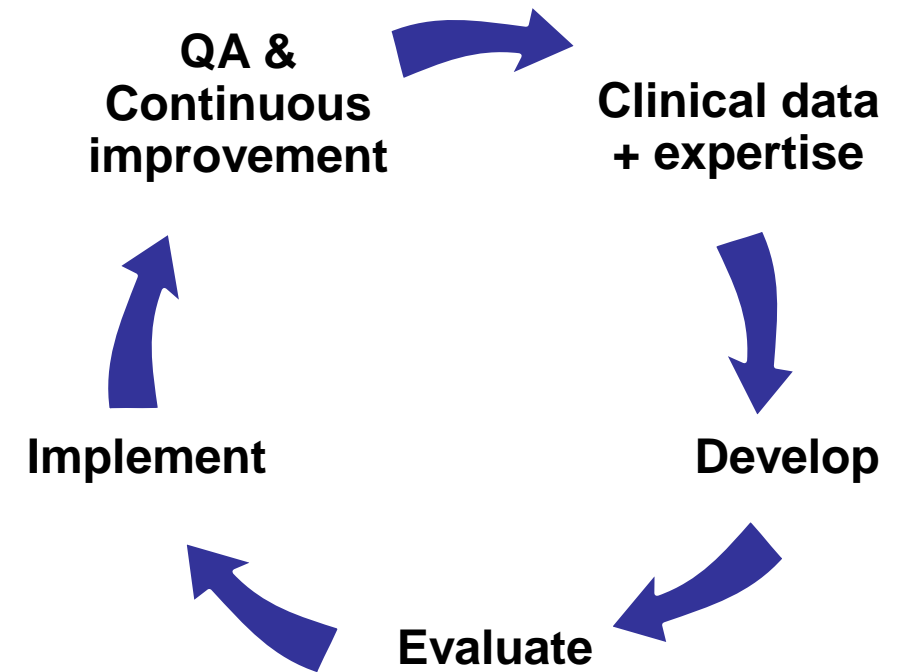 QA &
Continuous
improvement
Clinical data
+ expertise
Develop
Evaluate
Implement